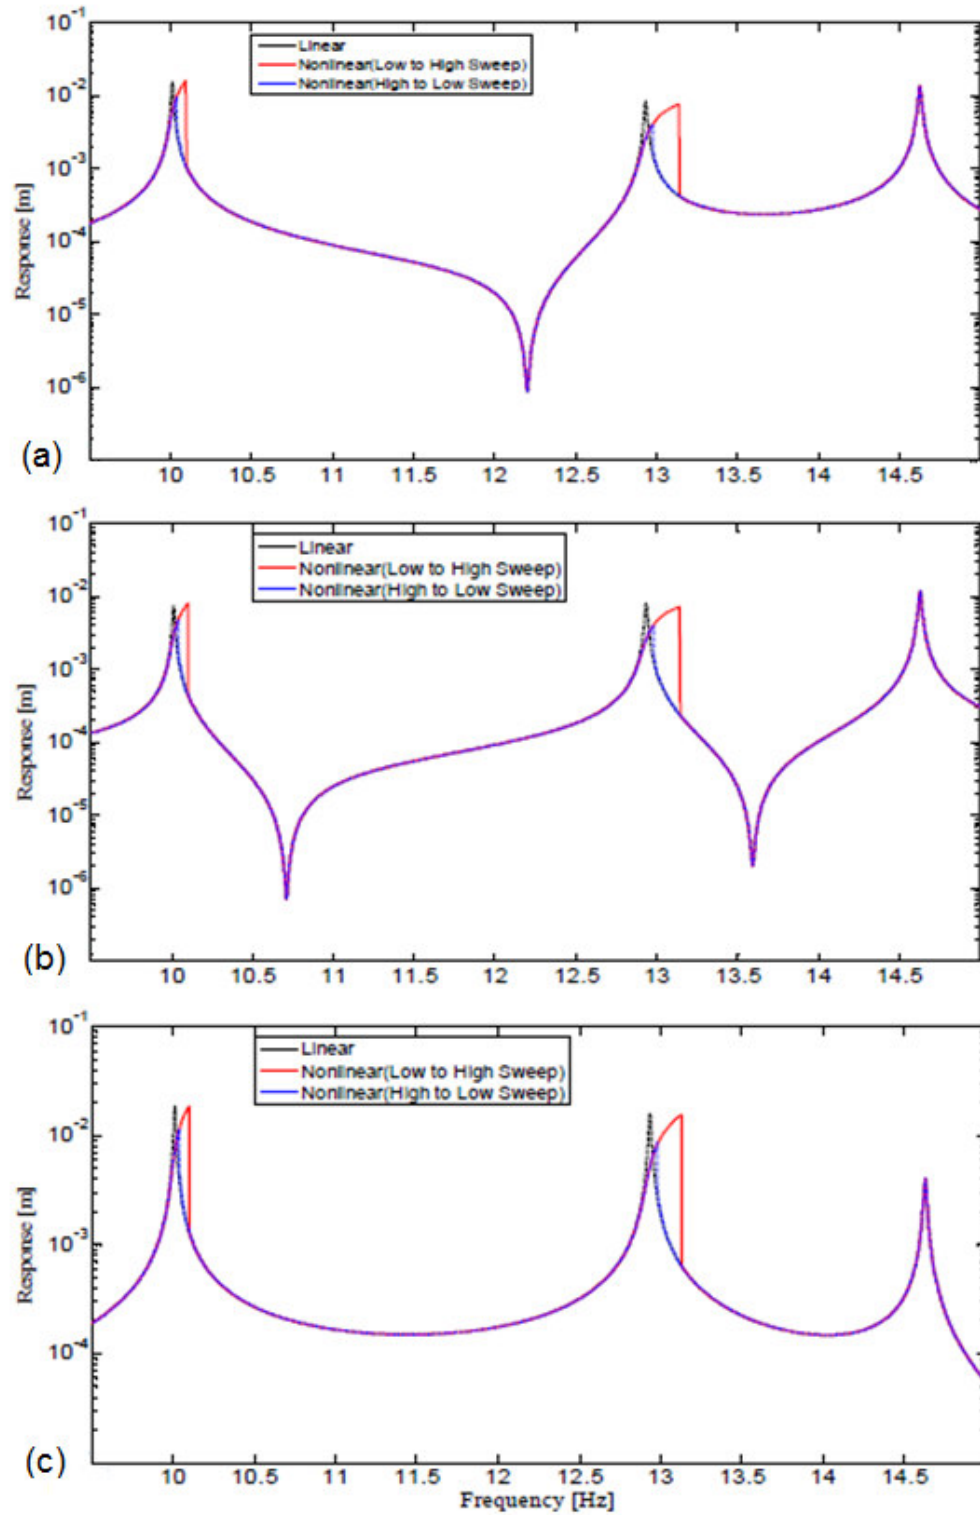 10⁻¹
Linear
Nonlinear(Low to High Sweep)
Nonlinear(High to Low Sweep)
10⁻²
10⁻³
10⁻⁴
10⁻⁵
10⁻⁶
Response [m]
(a)
10 10.5 11 11.5 12 12.5 13 13.5 14 14.5
10⁻¹
Linear
Nonlinear(Low to High Sweep)
Nonlinear(High to Low Sweep)
10⁻²
10⁻³
10⁻⁴
10⁻⁵
10⁻⁶
Response [m]
(b)
10 10.5 11 11.5 12 12.5 13 13.5 14 14.5
10⁻¹
Linear
Nonlinear(Low to High Sweep)
Nonlinear(High to Low Sweep)
10⁻²
10⁻³
10⁻⁴
Response [m]
(c)
10 10.5 11 11.5 12 12.5 13 13.5 14 14.5
Frequency [Hz]